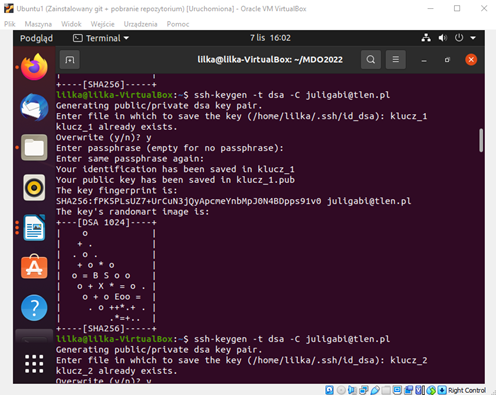 Ubuntu1 (Zainstalowany git + pobranie repozytorium) [Uruchomiona] - Oracle VM VirtualBox
Plik Maszyna Widok Wejście Urządzenia Pomoc
Podgląd Terminal 7 lis 16:02
lilka@lilka-VirtualBox: ~/MDO2022
+----[SHA256]-----+
lilka@lilka-VirtualBox:~$ ssh-keygen -t dsa -C juligabi@tlen.pl
Generating public/private dsa key pair.
Enter file in which to save the key (/home/lilka/.ssh/id_dsa): klucz_1
klucz_1 already exists.
Overwrite (y/n)? y
Enter passphrase (empty for no passphrase):
Enter same passphrase again:
Your identification has been saved in klucz_1
Your public key has been saved in klucz_1.pub
The key fingerprint is:
SHA256:fPK5PLsUZ7+UrCuN3jQyApcmeYnbMpJ0N4BDpps91v0 juligabi@tlen.pl
The key's randomart image is:
+---[DSA 1024]----+
|    o            |
|   + .           |
|  . o .          |
|   + o * o       |
|  o = B S o o    |
|   o + X * = o . |
|    o + o Eoo =  |
|     . o ++*.+ . |
|        .*=+..   |
+----[SHA256]-----+
lilka@lilka-VirtualBox:~$ ssh-keygen -t dsa -C juligabi@tlen.pl
Generating public/private dsa key pair.
Enter file in which to save the key (/home/lilka/.ssh/id_dsa): klucz_2
klucz_2 already exists.
Overwrite (y/n)? y
Right Control